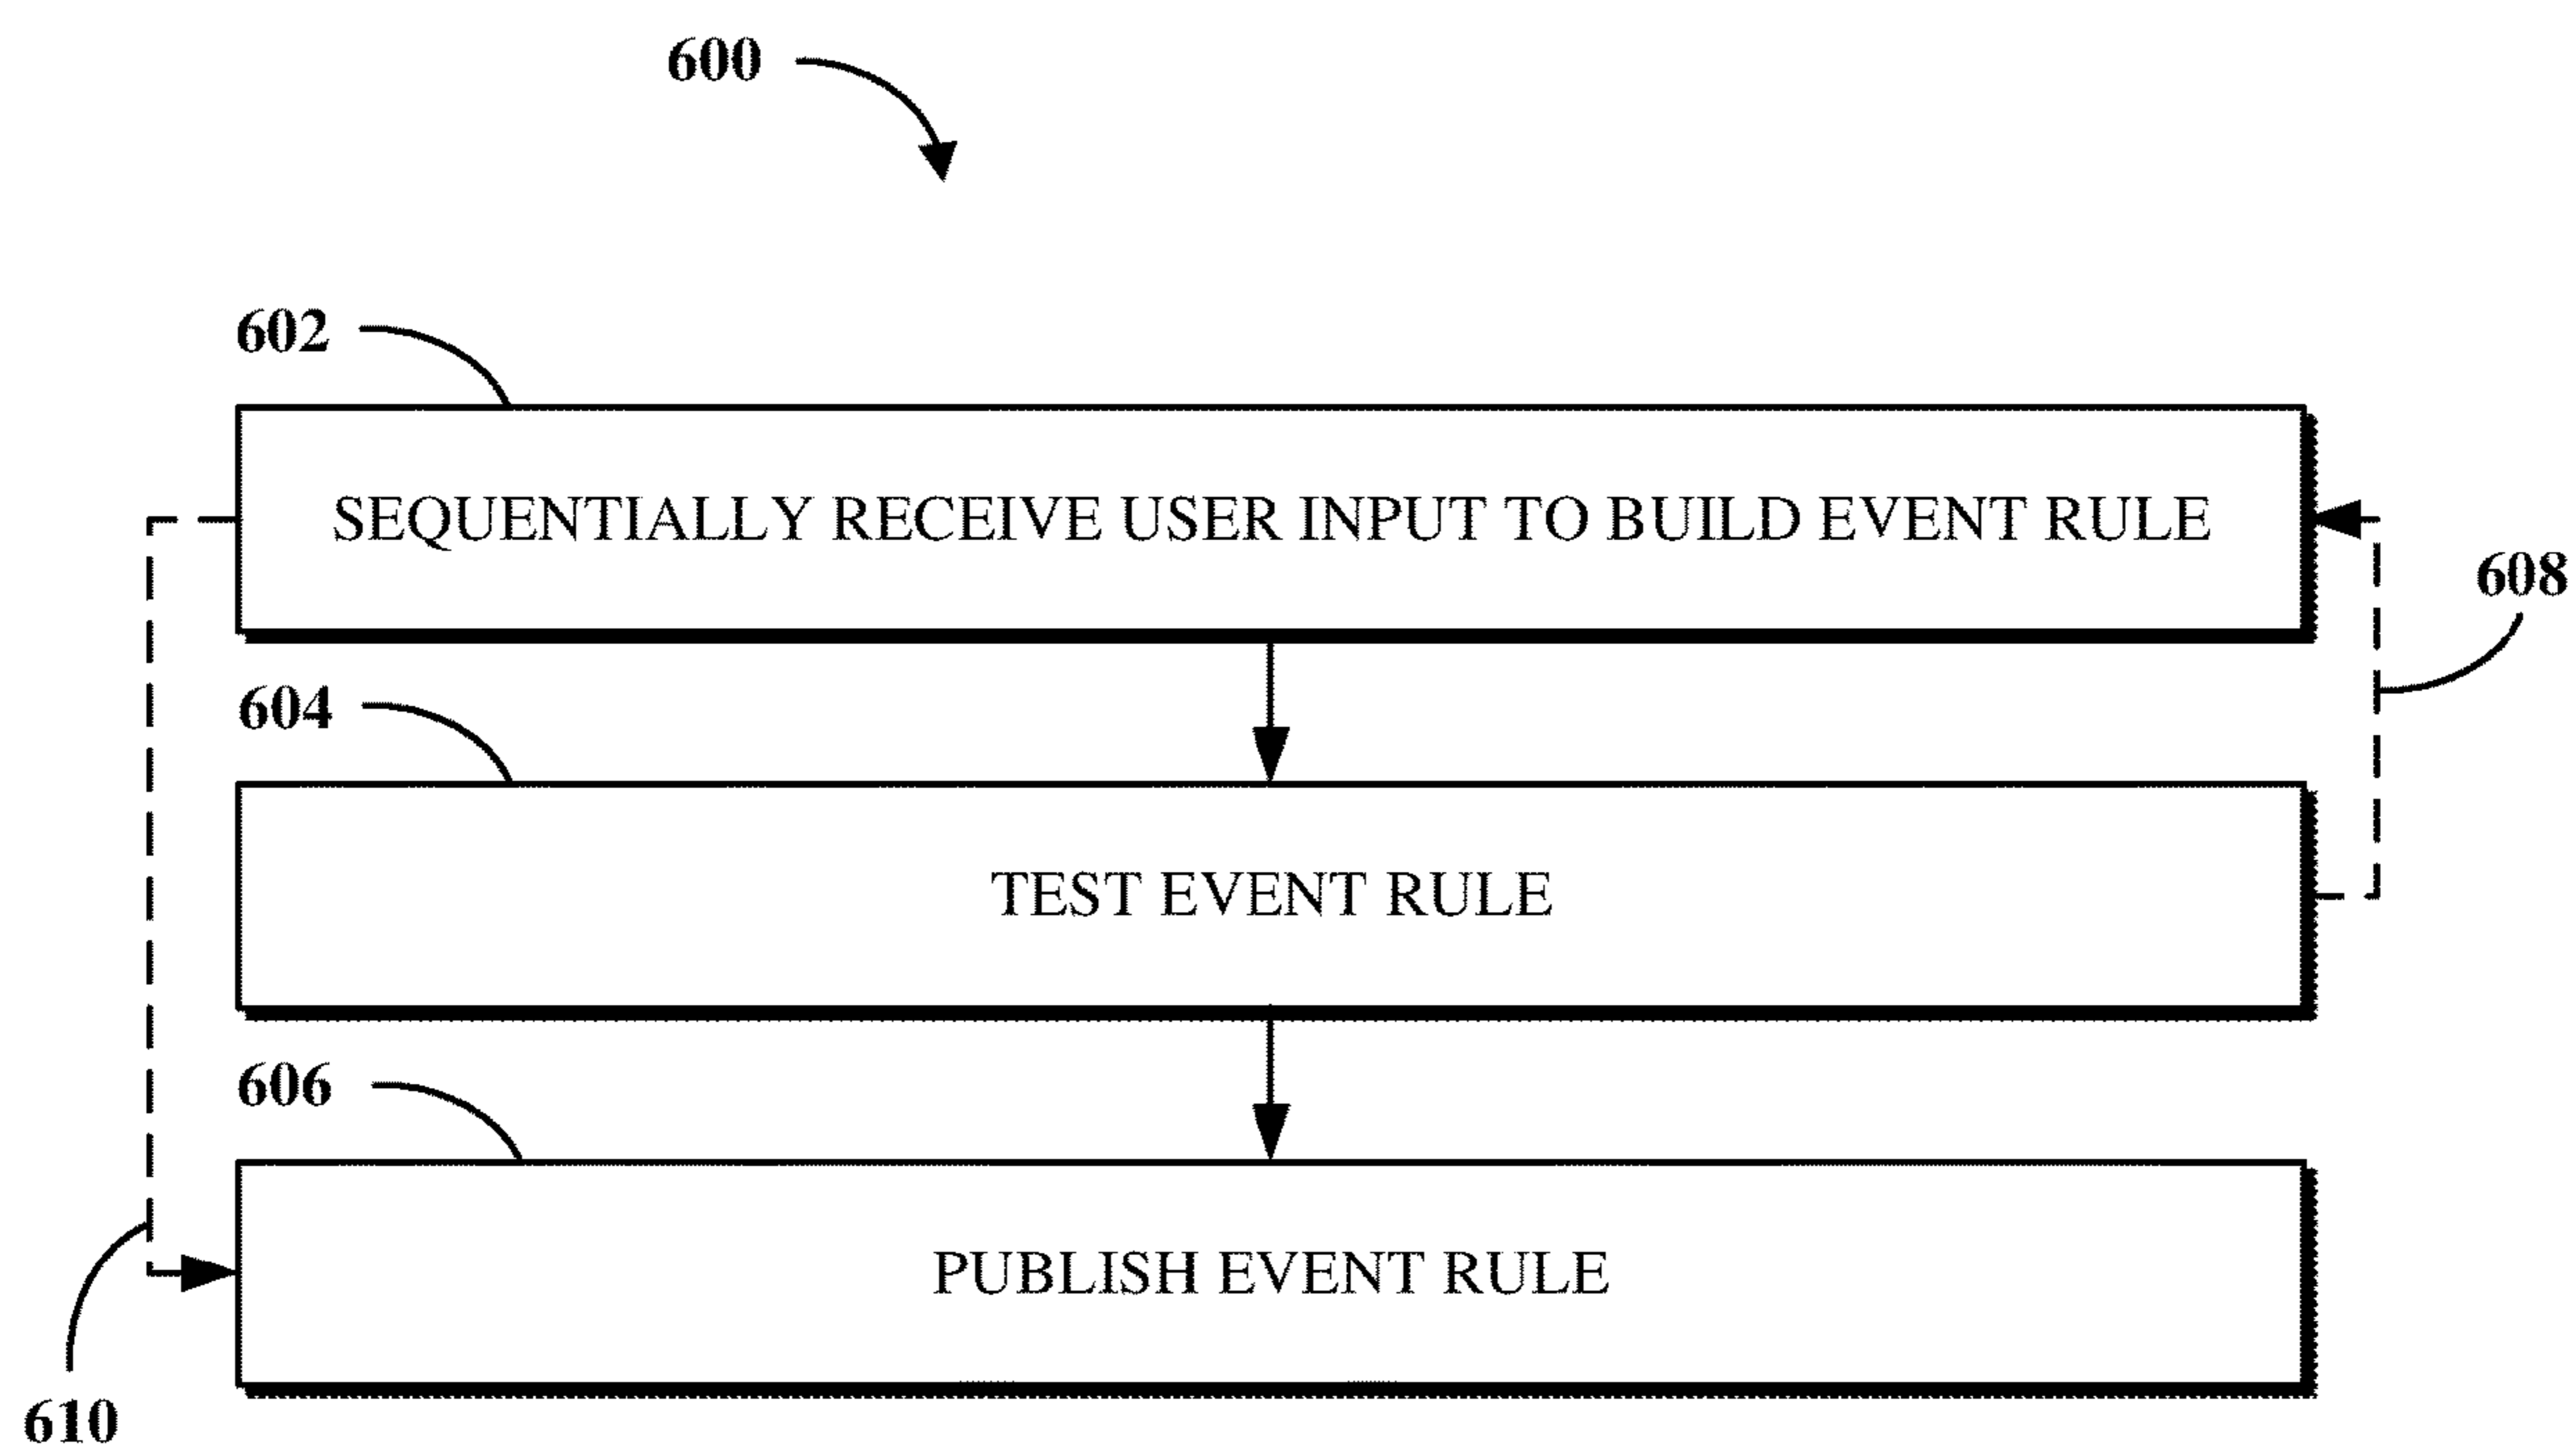 600
602
SEQUENTIALLY RECEIVE USER INPUT TO BUILD EVENT RULE
608
604
TEST EVENT RULE
606
PUBLISH EVENT RULE
610